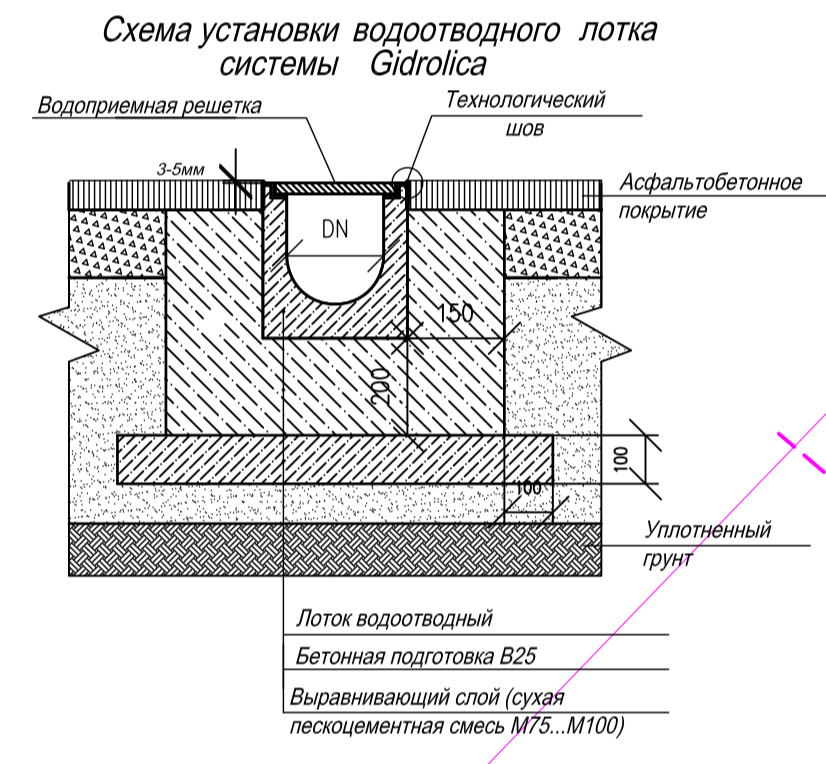 Схема установки водоотводного лотка
системы Gidrolica
Водоприемная решетка
Технологический
шов
3-5мм
Асфальтобетонное
покрытие
DN
150
200
100
100
Уплотненный
грунт
Лоток водоотводный
Бетонная подготовка В25
Выравнивающий слой (сухая
пескоцементная смесь М75...М100)